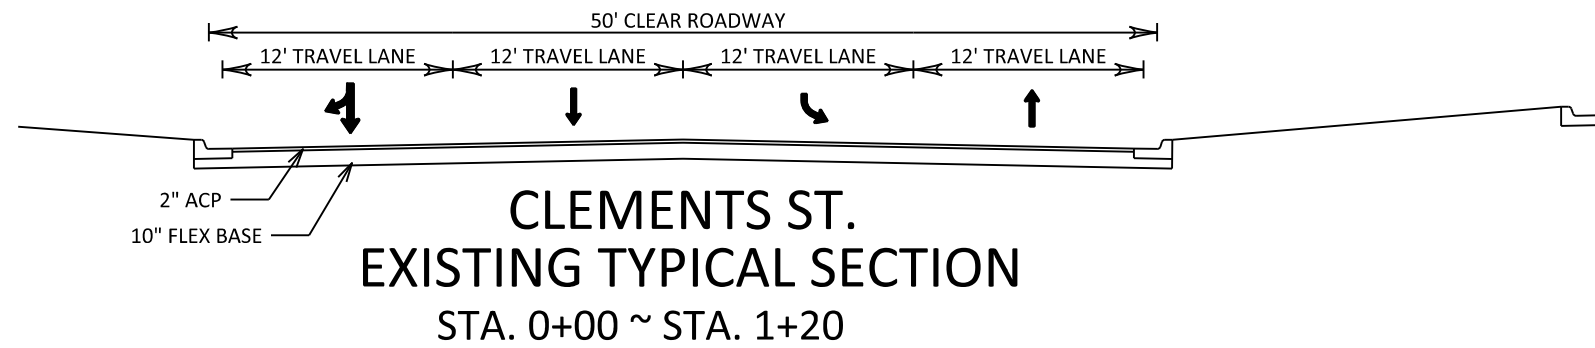 50' CLEAR ROADWAY
12' TRAVEL LANE 12' TRAVEL LANE 12' TRAVEL LANE 12' TRAVEL LANE
2" ACP
10" FLEX BASE
CLEMENTS ST.
EXISTING TYPICAL SECTION
STA. 0+00 ~ STA. 1+20